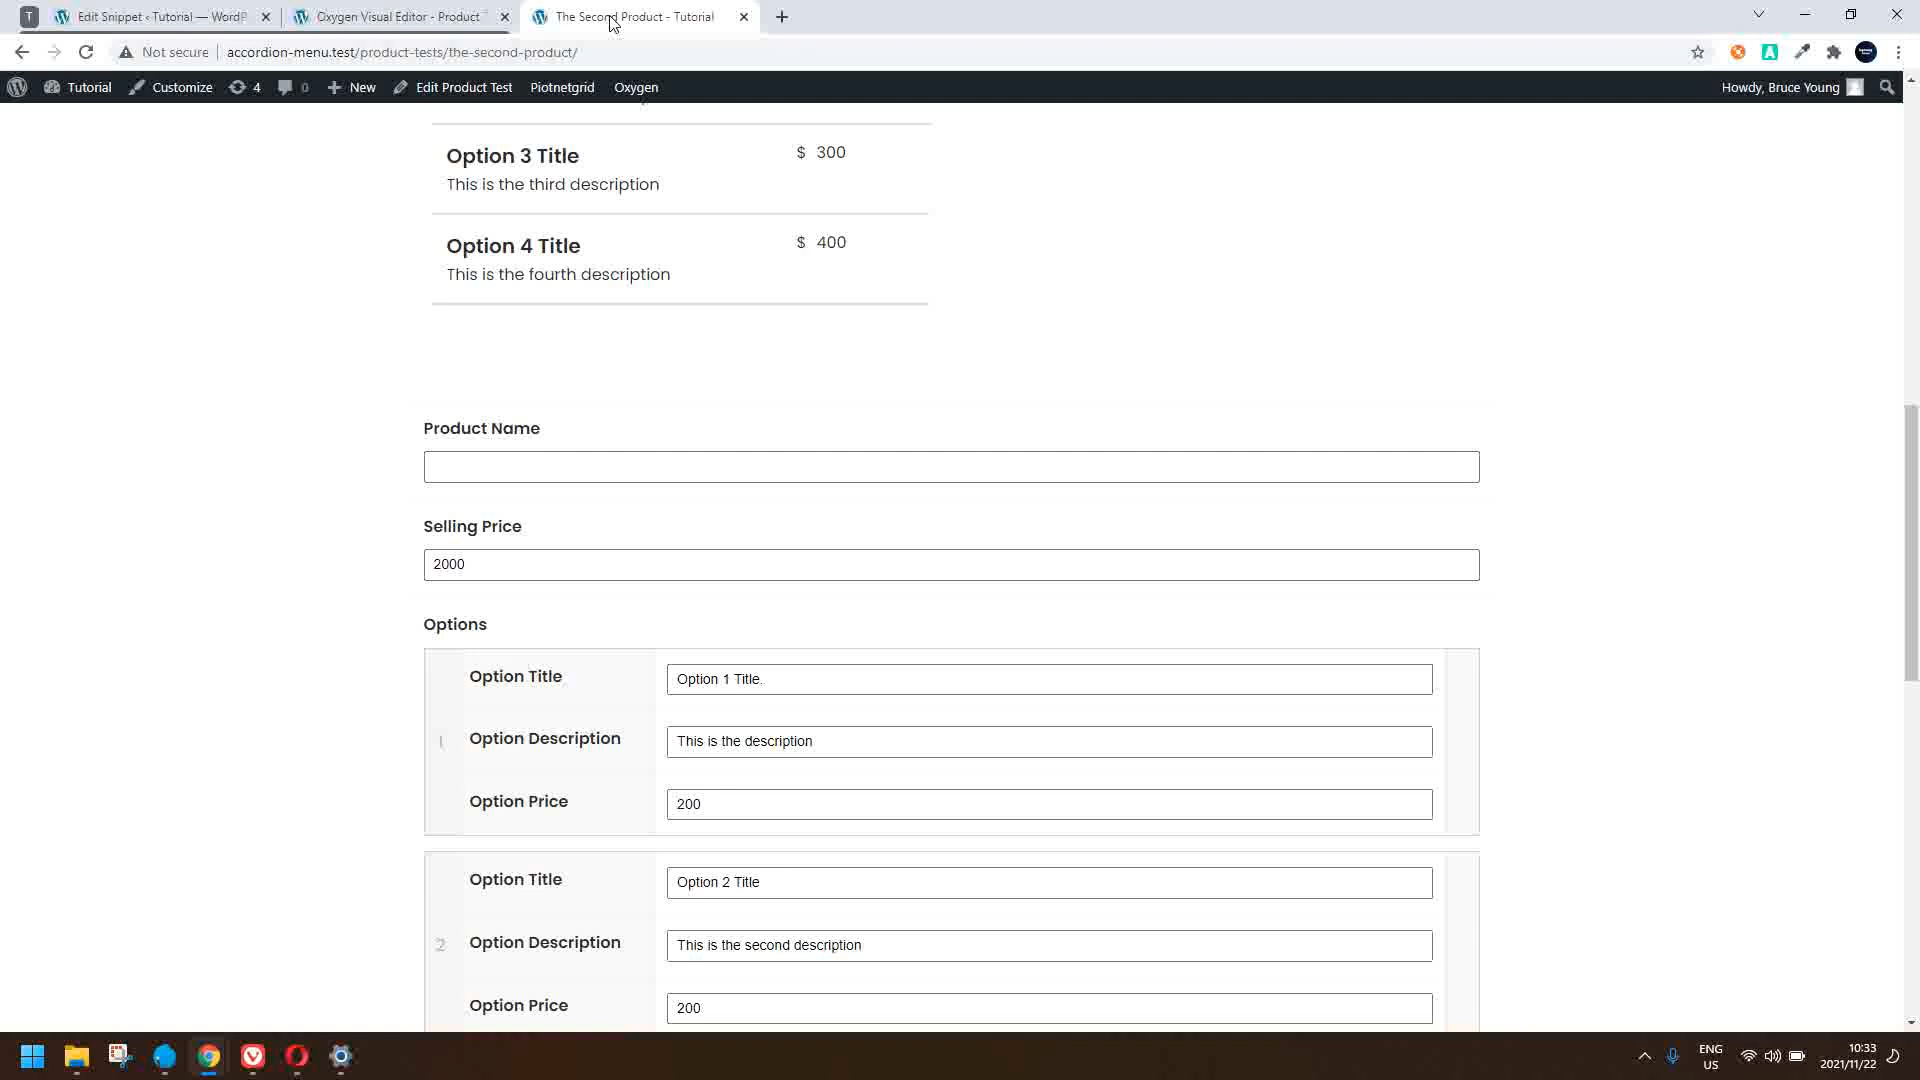 T
Edit Snippet ‹ Tutorial — WordP
Oxygen Visual Editor - Product T
The Second Product - Tutorial
Not secure
accordion-menu.test/product-tests/the-second-product/
Tutorial
Customize
4
0
New
Edit Product Test
Piotnetgrid
Oxygen
Howdy, Bruce Young
Option 3 Title
$ 300
This is the third description
Option 4 Title
$ 400
This is the fourth description
Product Name
Selling Price
2000
Options
Option Title
Option 1 Title.
1
Option Description
This is the description
Option Price
200
Option Title
Option 2 Title
2
Option Description
This is the second description
Option Price
200
ENG
US
10:33
2021/11/22